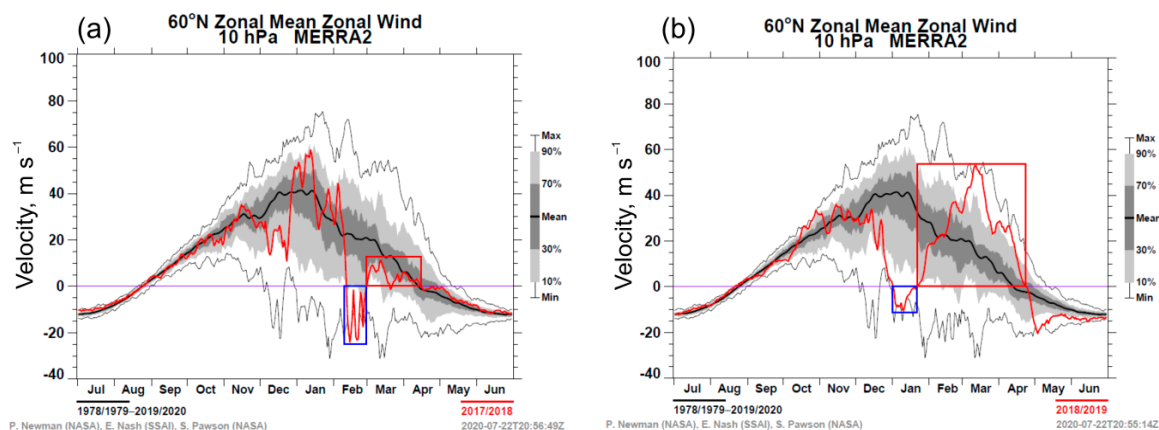 (a)
60°N Zonal Mean Zonal Wind
10 hPa MERRA2
Velocity, m s⁻¹
100
80
60
40
20
0
-20
-40
Jul Aug Sep Oct Nov Dec Jan Feb Mar Apr May Jun
1978/1979–2019/2020
2017/2018
Max
90%
70%
Mean
30%
10%
Min
P. Newman (NASA), E. Nash (SSAI), S. Pawson (NASA)
2020-07-22T20:56:49Z
(b)
60°N Zonal Mean Zonal Wind
10 hPa MERRA2
Velocity, m s⁻¹
100
80
60
40
20
0
-20
-40
Jul Aug Sep Oct Nov Dec Jan Feb Mar Apr May Jun
1978/1979–2019/2020
2018/2019
Max
90%
70%
Mean
30%
10%
Min
P. Newman (NASA), E. Nash (SSAI), S. Pawson (NASA)
2020-07-22T20:55:14Z